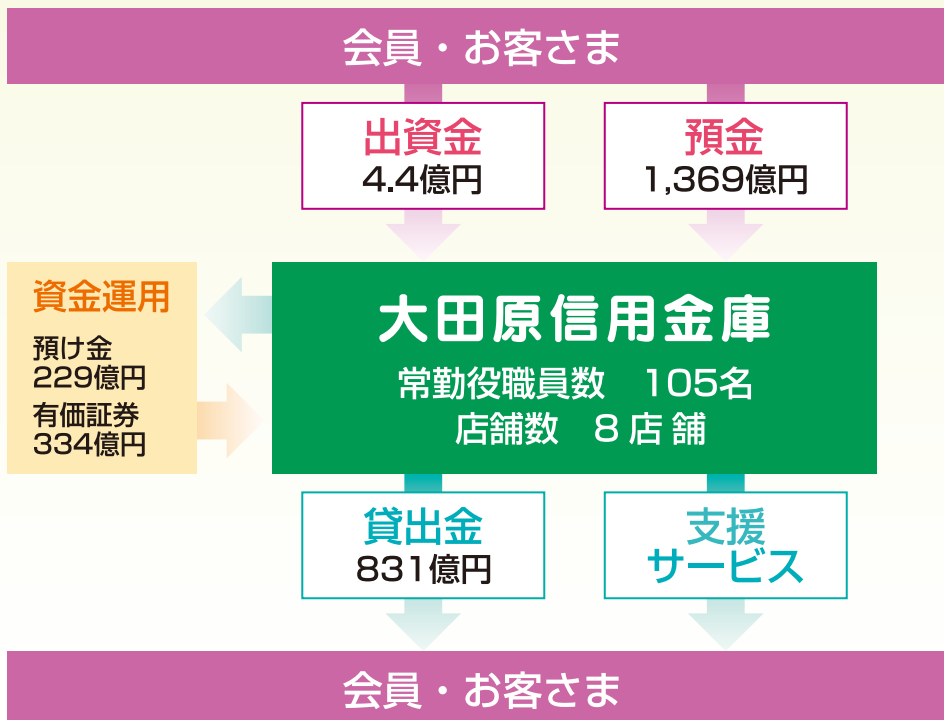 会員・お客さま
出資金
4.4億円
預金
1,369億円
資金運用
預け金
229億円
有価証券
334億円
大田原信用金庫
常勤役職員数 105名
店舗数 8店舗
貸出金
831億円
支援
サービス
会員・お客さま